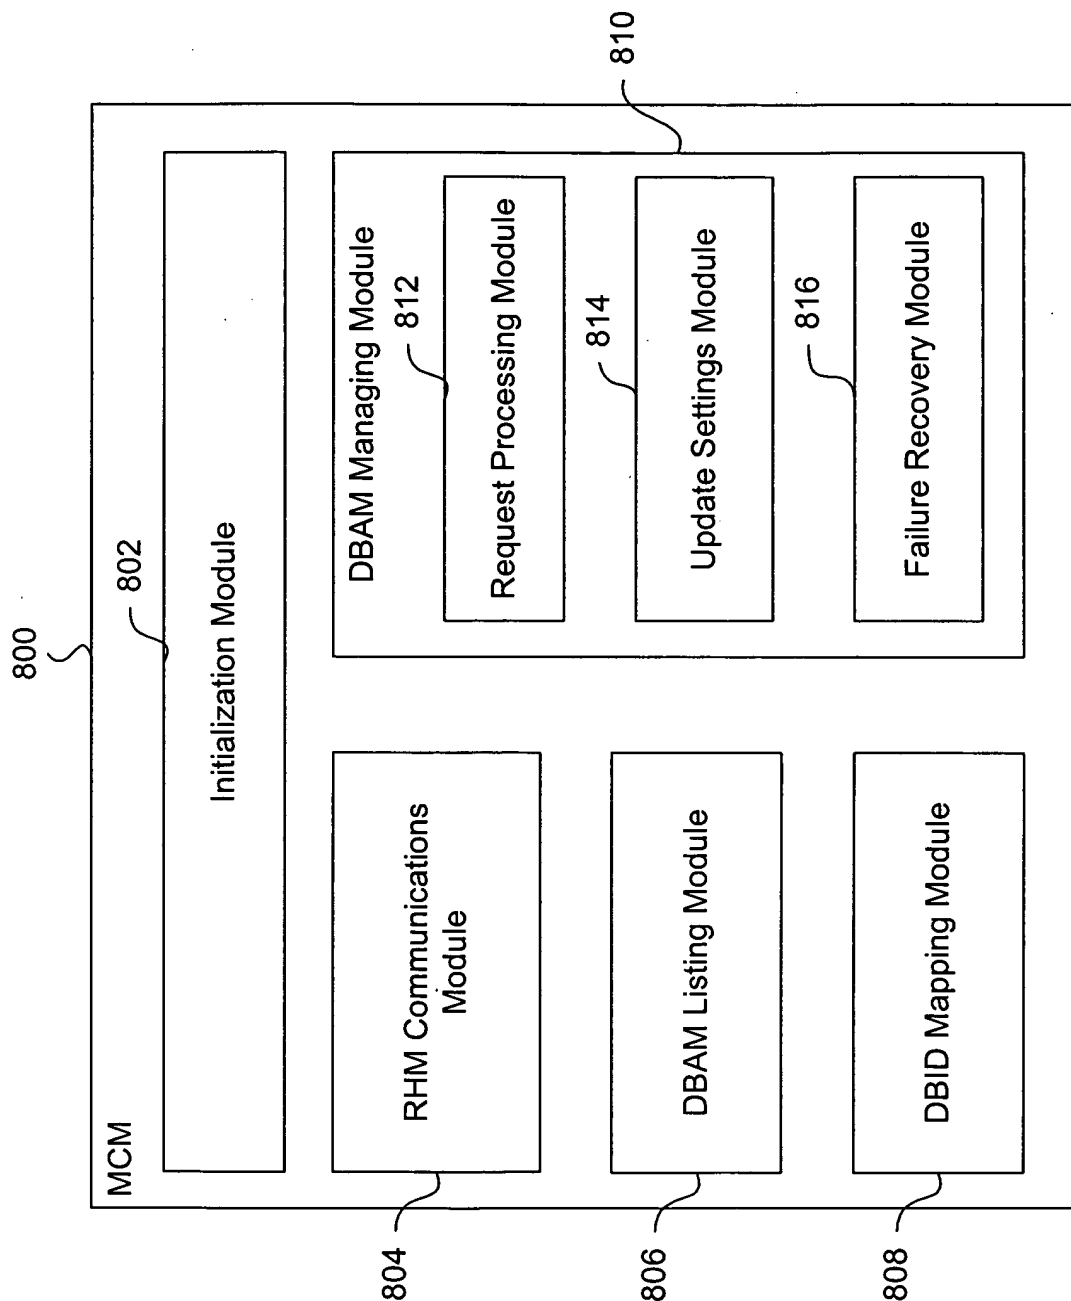 800
MCM
802
Initialization Module
804
RHM Communications
Module
806
DBAM Listing Module
808
DBID Mapping Module
810
DBAM Managing Module
812
Request Processing Module
814
Update Settings Module
816
Failure Recovery Module